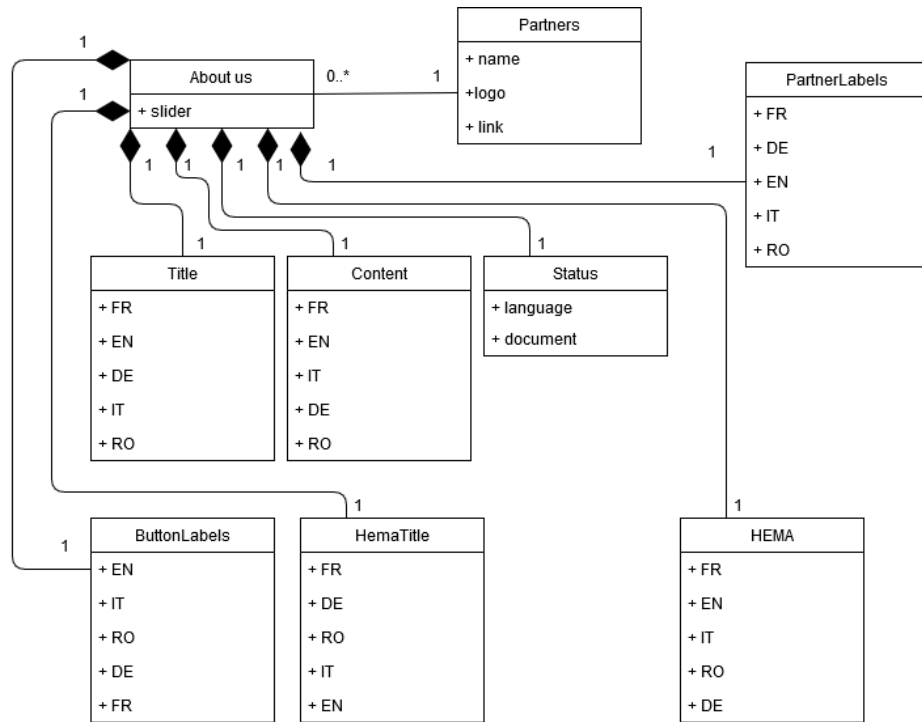 Partners
+ name
+logo
+ link
1
About us
+ slider
0..*
1
1
PartnerLabels
+ FR
+ DE
+ EN
+ IT
+ RO
1
1
1
1
1
1
1
1
1
1
Title
+ FR
+ EN
+ DE
+ IT
+ RO
Content
+ FR
+ EN
+ IT
+ DE
+ RO
Status
+ language
+ document
1
1
1
ButtonLabels
+ EN
+ IT
+ RO
+ DE
+ FR
HemaTitle
+ FR
+ DE
+ RO
+ IT
+ EN
HEMA
+ FR
+ EN
+ IT
+ RO
+ DE